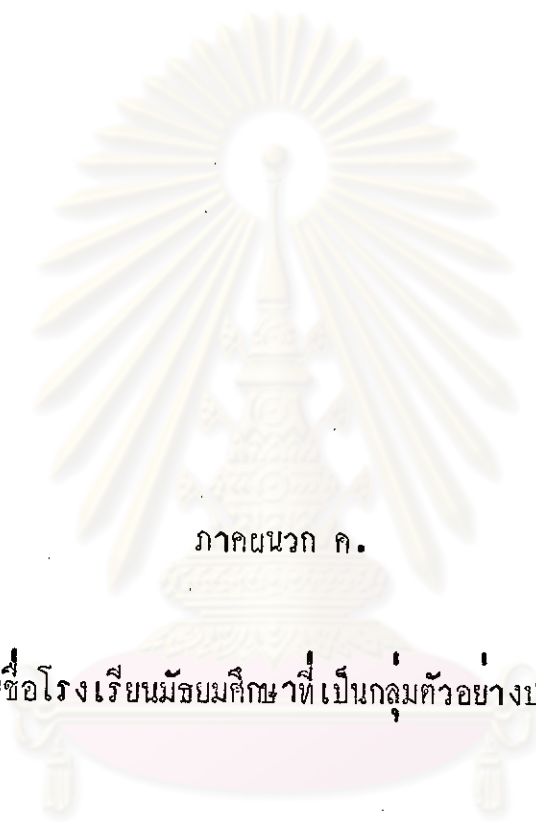 ภาคผนวก ค.
ชื่อโรงเรียนมัธยมศึกษาที่เป็นกลุ่มตัวอย่าง